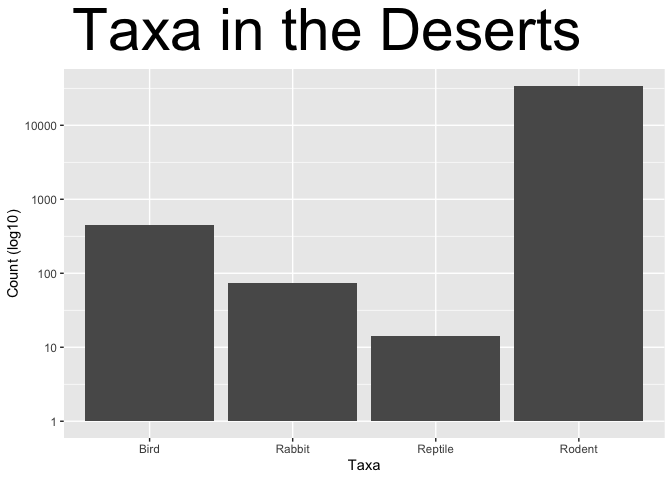 Taxa in the Deserts
Count (log10)
10000
1000
100
10
1
Bird Rabbit Reptile Rodent
Taxa